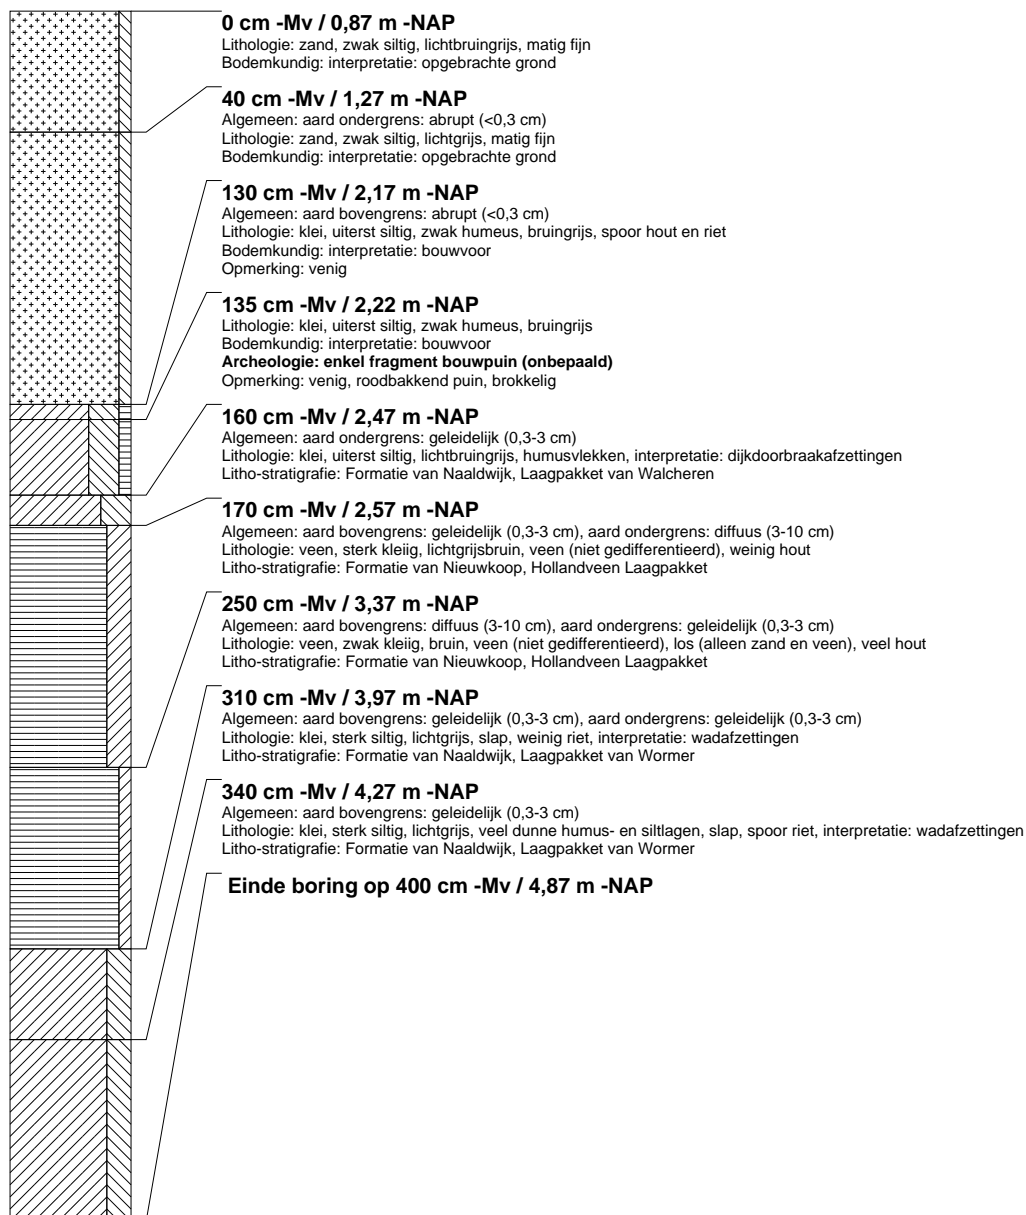 0 cm -Mv / 0,87 m -NAP
Lithologie: zand, zwak siltig, lichtbruingrijs, matig fijn
Bodemkundig: interpretatie: opgebrachte grond
40 cm -Mv / 1,27 m -NAP
Algemeen: aard ondergrens: abrupt (<0,3 cm)
Lithologie: zand, zwak siltig, lichtgrijs, matig fijn
Bodemkundig: interpretatie: opgebrachte grond
130 cm -Mv / 2,17 m -NAP
Algemeen: aard bovengrens: abrupt (<0,3 cm)
Lithologie: klei, uiterst siltig, zwak humeus, bruingrijs, spoor hout en riet
Bodemkundig: interpretatie: bouwvoor
Opmerking: venig
135 cm -Mv / 2,22 m -NAP
Lithologie: klei, uiterst siltig, zwak humeus, bruingrijs
Bodemkundig: interpretatie: bouwvoor
Archeologie: enkel fragment bouwpuin (onbepaald)
Opmerking: venig, roodbakkend puin, brokkelig
160 cm -Mv / 2,47 m -NAP
Algemeen: aard ondergrens: geleidelijk (0,3-3 cm)
Lithologie: klei, uiterst siltig, lichtbruingrijs, humusvlekken, interpretatie: dijkdoorbraakafzettingen
Litho-stratigrafie: Formatie van Naaldwijk, Laagpakket van Walcheren
170 cm -Mv / 2,57 m -NAP
Algemeen: aard bovengrens: geleidelijk (0,3-3 cm), aard ondergrens: diffuus (3-10 cm)
Lithologie: veen, sterk kleiig, lichtgrijsbruin, veen (niet gedifferentieerd), weinig hout
Litho-stratigrafie: Formatie van Nieuwkoop, Hollandveen Laagpakket
250 cm -Mv / 3,37 m -NAP
Algemeen: aard bovengrens: diffuus (3-10 cm), aard ondergrens: geleidelijk (0,3-3 cm)
Lithologie: veen, zwak kleiig, bruin, veen (niet gedifferentieerd), los (alleen zand en veen), veel hout
Litho-stratigrafie: Formatie van Nieuwkoop, Hollandveen Laagpakket
310 cm -Mv / 3,97 m -NAP
Algemeen: aard bovengrens: geleidelijk (0,3-3 cm), aard ondergrens: geleidelijk (0,3-3 cm)
Lithologie: klei, sterk siltig, lichtgrijs, slap, weinig riet, interpretatie: wadafzettingen
Litho-stratigrafie: Formatie van Naaldwijk, Laagpakket van Wormer
340 cm -Mv / 4,27 m -NAP
Algemeen: aard bovengrens: geleidelijk (0,3-3 cm)
Lithologie: klei, sterk siltig, lichtgrijs, veel dunne humus- en siltlagen, slap, spoor riet, interpretatie: wadafzettingen
Litho-stratigrafie: Formatie van Naaldwijk, Laagpakket van Wormer
Einde boring op 400 cm -Mv / 4,87 m -NAP